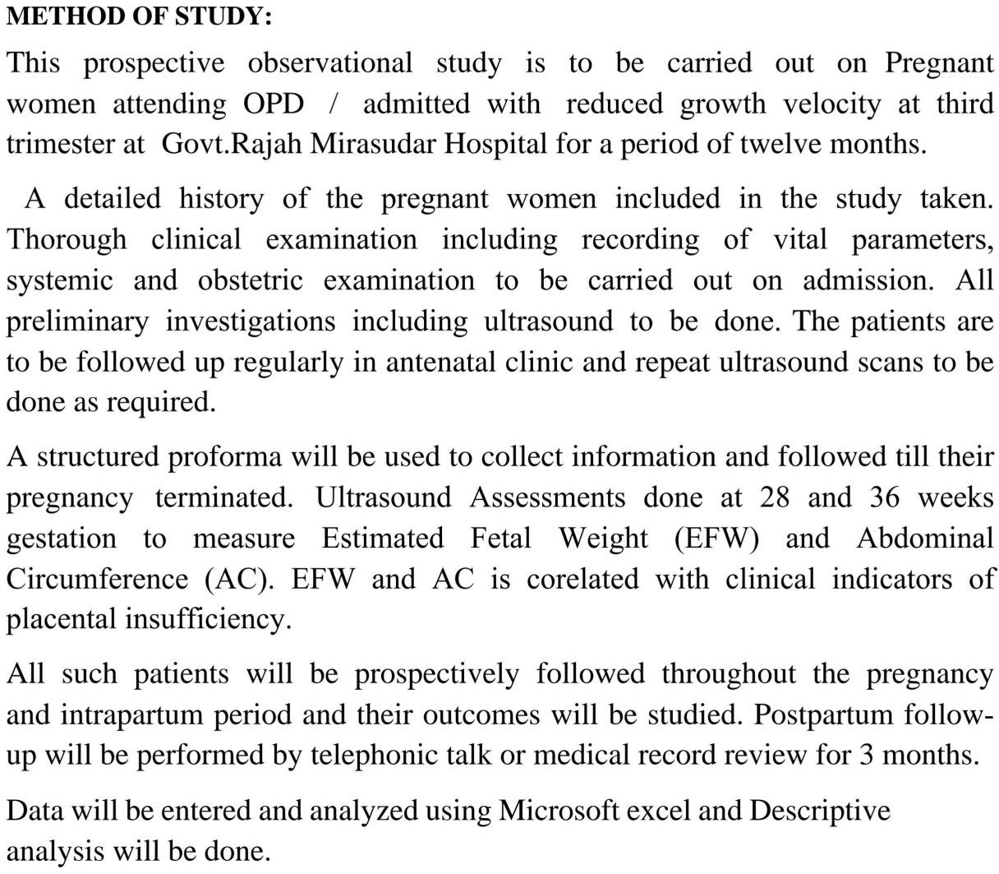 METHOD OF STUDY:
This prospective observational study is to be carried out on Pregnant
women attending OPD / admitted with reduced growth velocity at third
trimester at Govt.Rajah Mirasudar Hospital for a period of twelve months.
A detailed history of the pregnant women included in the study taken.
Thorough clinical examination including recording of vital parameters,
systemic and obstetric examination to be carried out on admission. All
preliminary investigations including ultrasound to be done. The patients are
to be followed up regularly in antenatal clinic and repeat ultrasound scans to be
done as required.
A structured proforma will be used to collect information and followed till their
pregnancy terminated. Ultrasound Assessments done at 28 and 36 weeks
gestation to measure Estimated Fetal Weight (EFW) and Abdominal
Circumference (AC). EFW and AC is corelated with clinical indicators of
placental insufficiency.
All such patients will be prospectively followed throughout the pregnancy
and intrapartum period and their outcomes will be studied. Postpartum follow-
up will be performed by telephonic talk or medical record review for 3 months.
Data will be entered and analyzed using Microsoft excel and Descriptive
analysis will be done.